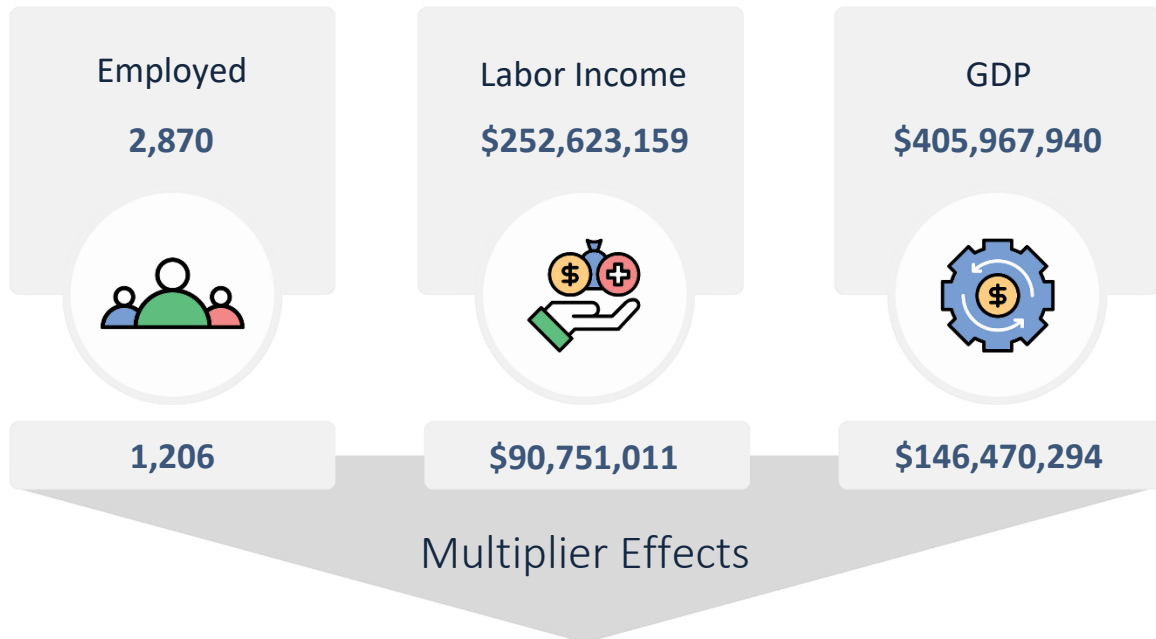 Employed
2,870
Labor Income
$252,623,159
GDP
$405,967,940
$
$
1,206
$90,751,011
$146,470,294
Multiplier Effects